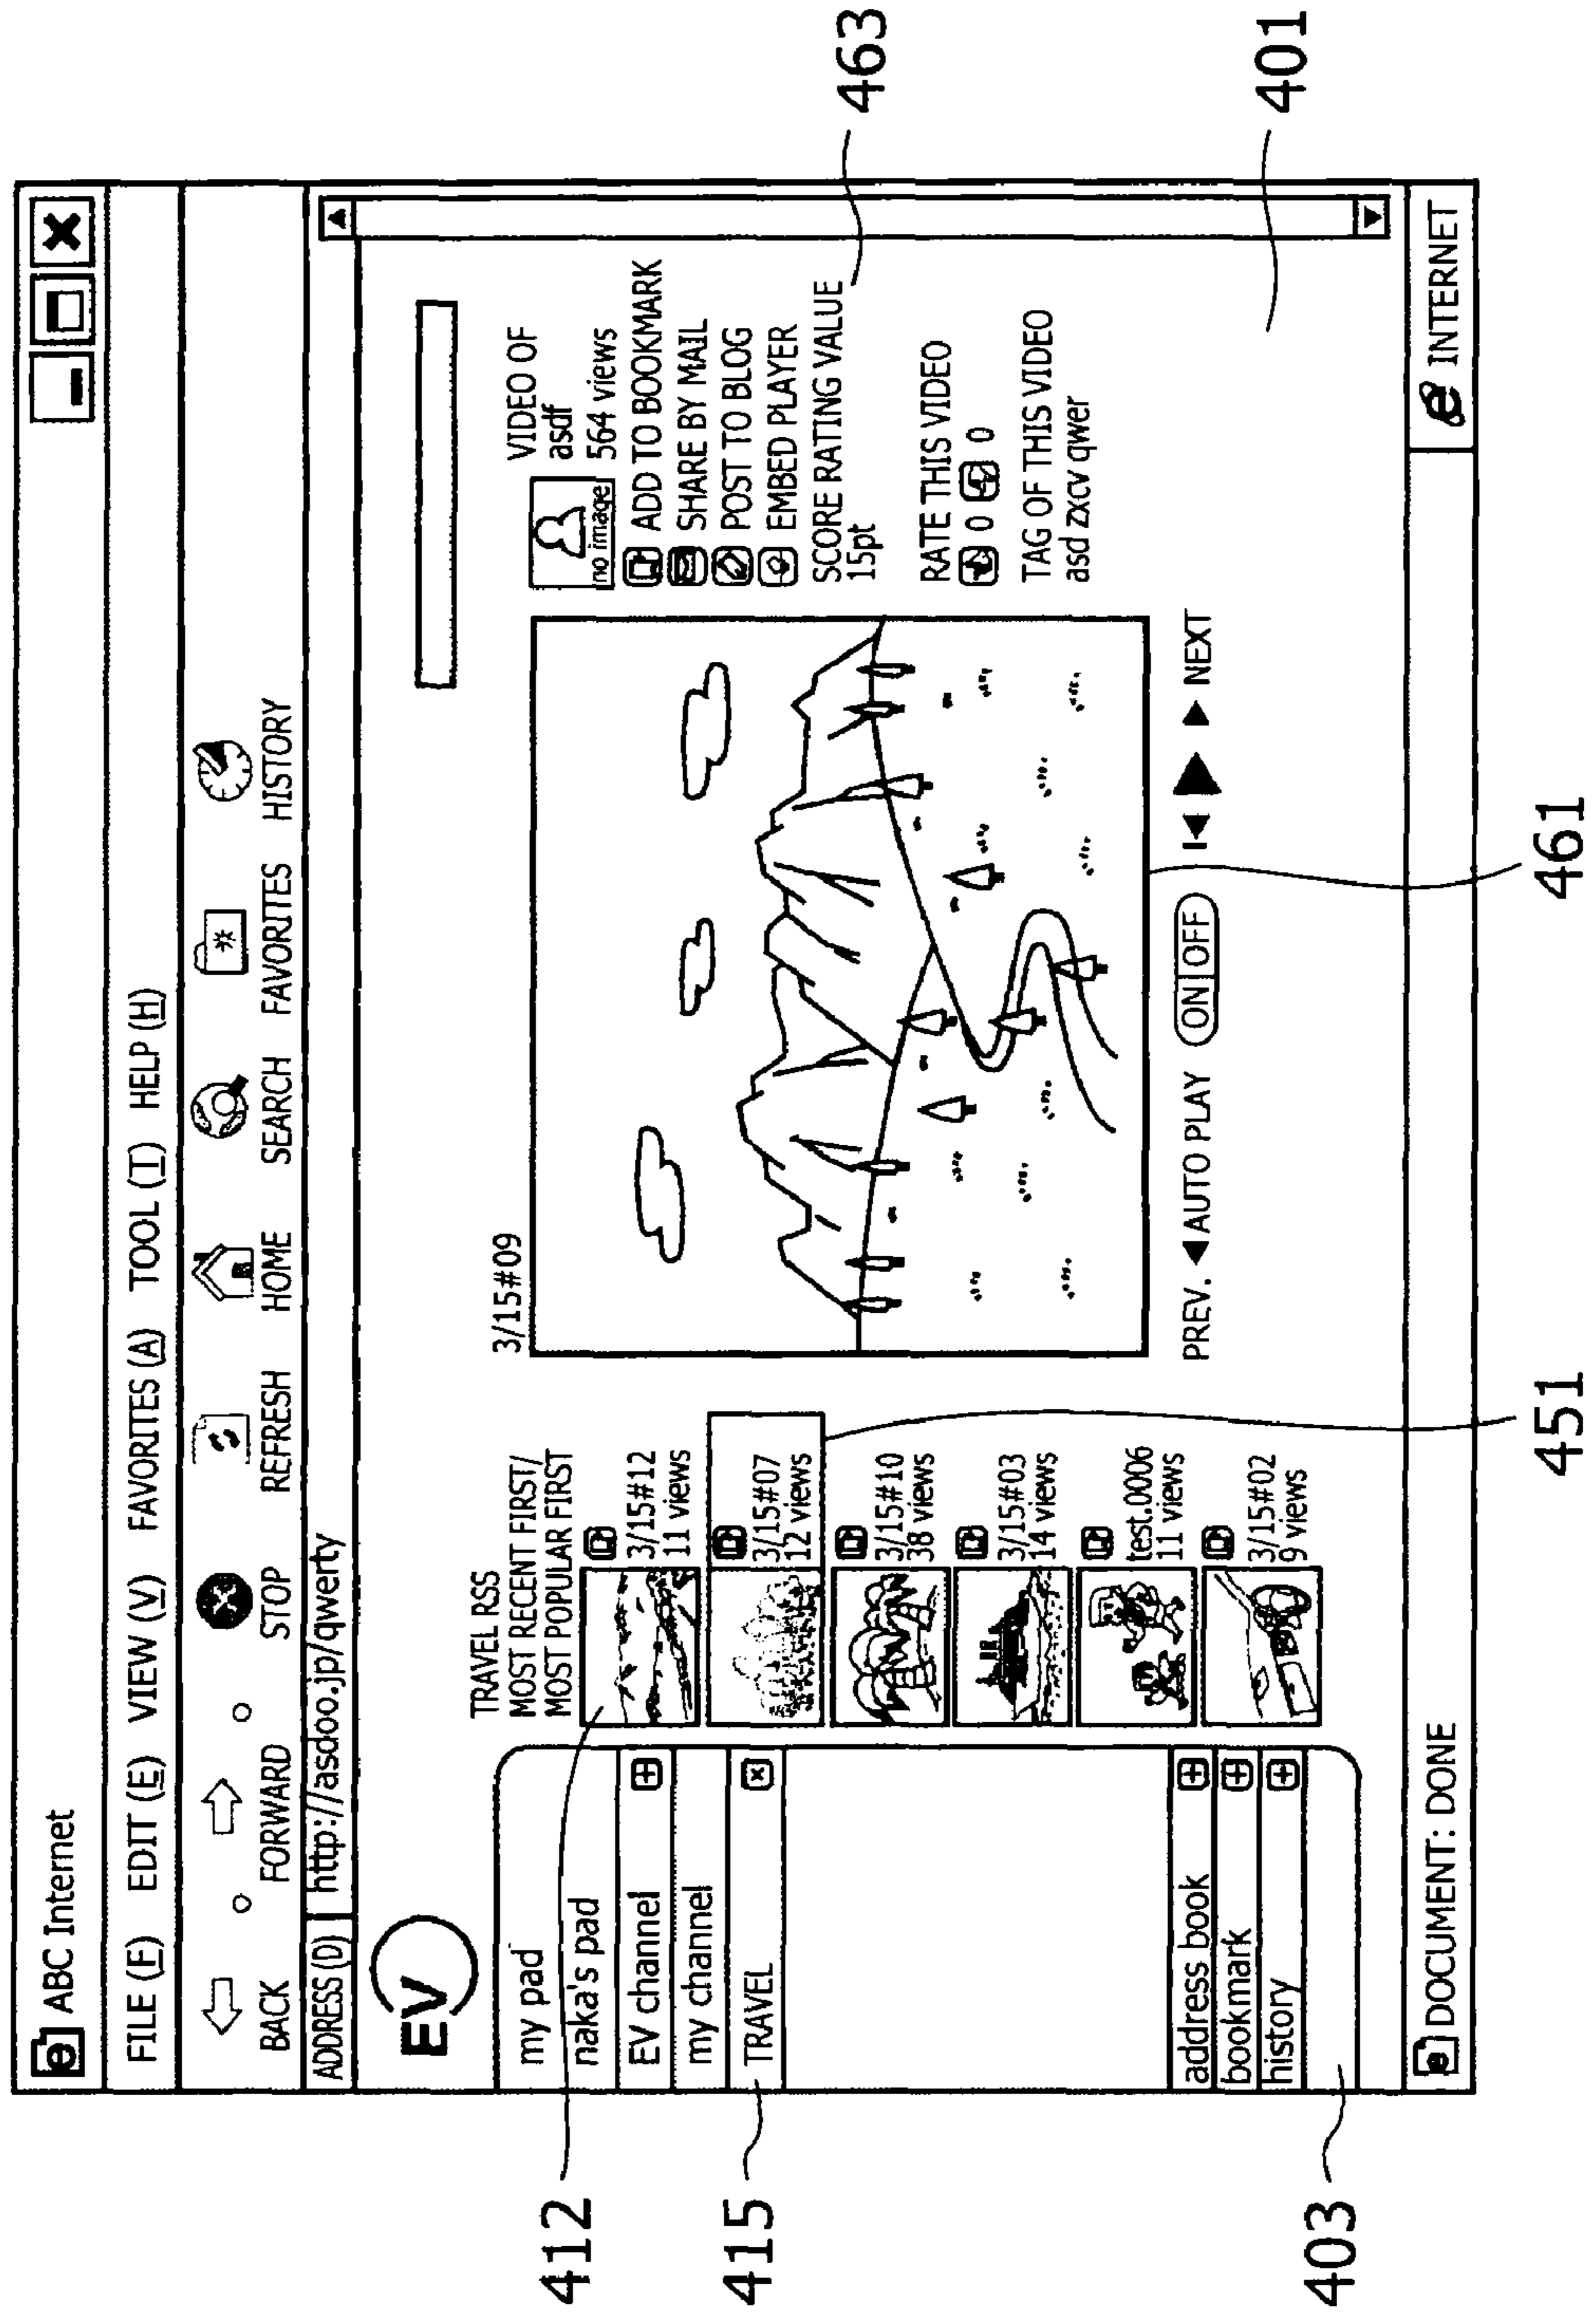 ABC Internet
FILE (F) EDIT (E) VIEW (V) FAVORITES (A) TOOL (T) HELP (H)
BACK FORWARD STOP REFRESH HOME SEARCH FAVORITES HISTORY
ADDRESS (D) http://asdoo.jp/qwerty
EV
my pad
naka's pad
EV channel
my channel
TRAVEL
address book
bookmark
history
TRAVEL RSS
MOST RECENT FIRST/
MOST POPULAR FIRST
3/15#12
11 views
3/15#07
12 views
3/15#10
38 views
3/15#03
14 views
test.0006
11 views
3/15#02
9 views
3/15#09
PREV. AUTO PLAY ON OFF NEXT
no image
VIDEO OF
asdf
564 views
ADD TO BOOKMARK
SHARE BY MAIL
POST TO BLOG
EMBED PLAYER
SCORE RATING VALUE
15pt
RATE THIS VIDEO
0 0
TAG OF THIS VIDEO
asd zxcv qwer
DOCUMENT: DONE
INTERNET
412
415
403
451
461
463
401